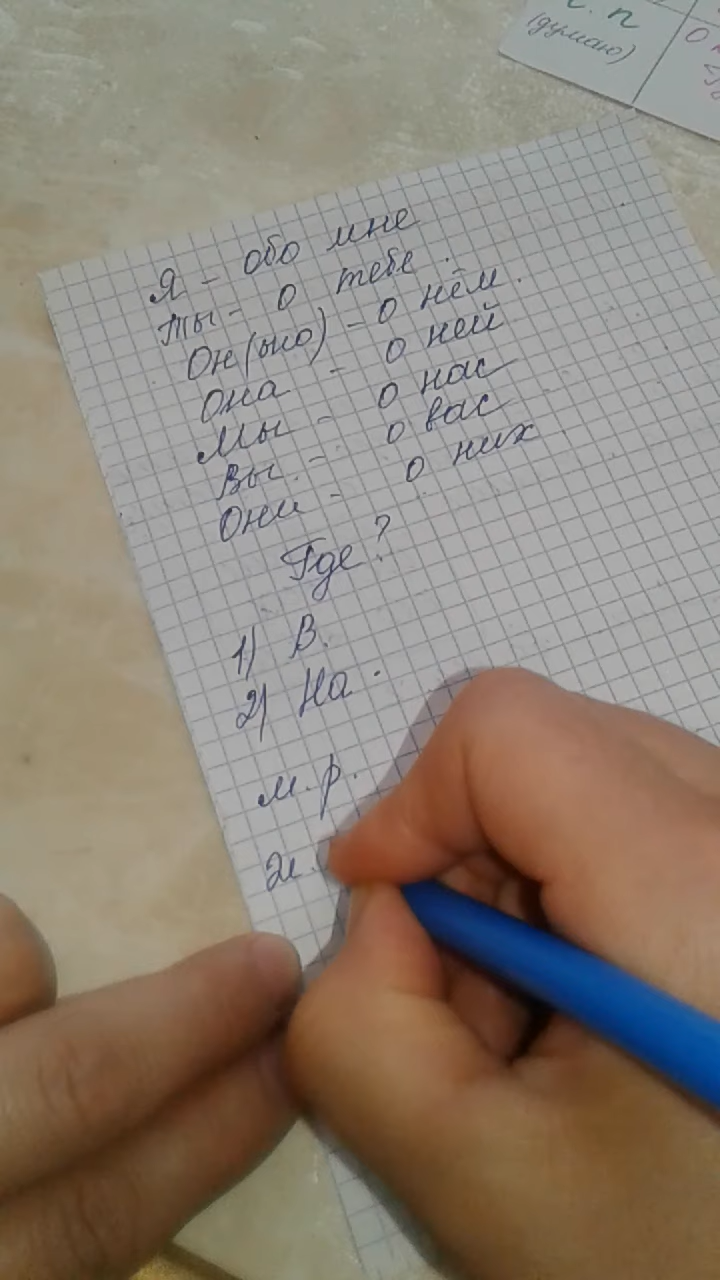 п. п
(думаю)
О
Я - обо мне
Ты - о тебе.
Он(оно) - о нём.
Она - о ней
Мы - о нас
Вы - о вас
Они - о них
Где?
1) В.
2) На.
м.р.
ж.